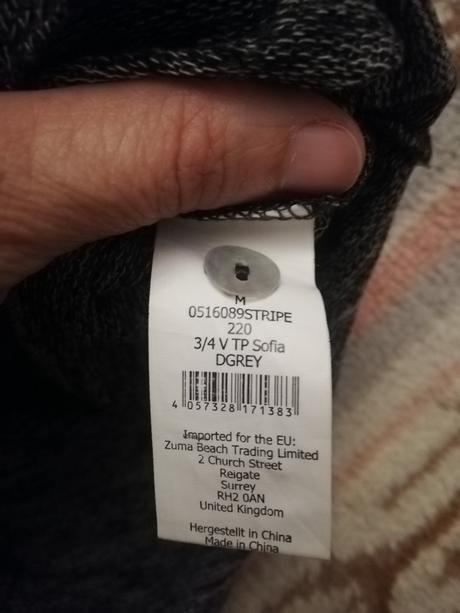 M
0516089STRIPE
220
3/4 V TP Sofia
DGREY
4 057328 171383
Imported for the EU:
Zuma Beach Trading Limited
2 Church Street
Reigate
Surrey
RH2 0AN
United Kingdom
Hergestellt in China
Made in China